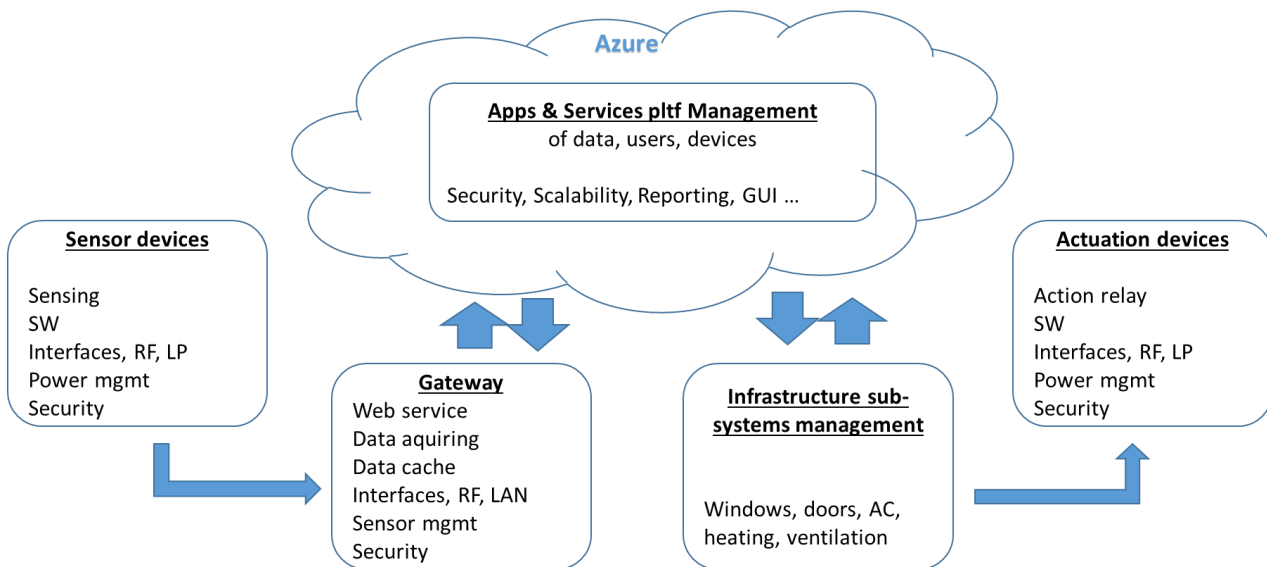 Azure
Apps & Services pltf Management
of data, users, devices
Security, Scalability, Reporting, GUI ...
Sensor devices
Sensing
SW
Interfaces, RF, LP
Power mgmt
Security
Gateway
Web service
Data aquiring
Data cache
Interfaces, RF, LAN
Sensor mgmt
Security
Infrastructure sub-
systems management
Windows, doors, AC,
heating, ventilation
Actuation devices
Action relay
SW
Interfaces, RF, LP
Power mgmt
Security